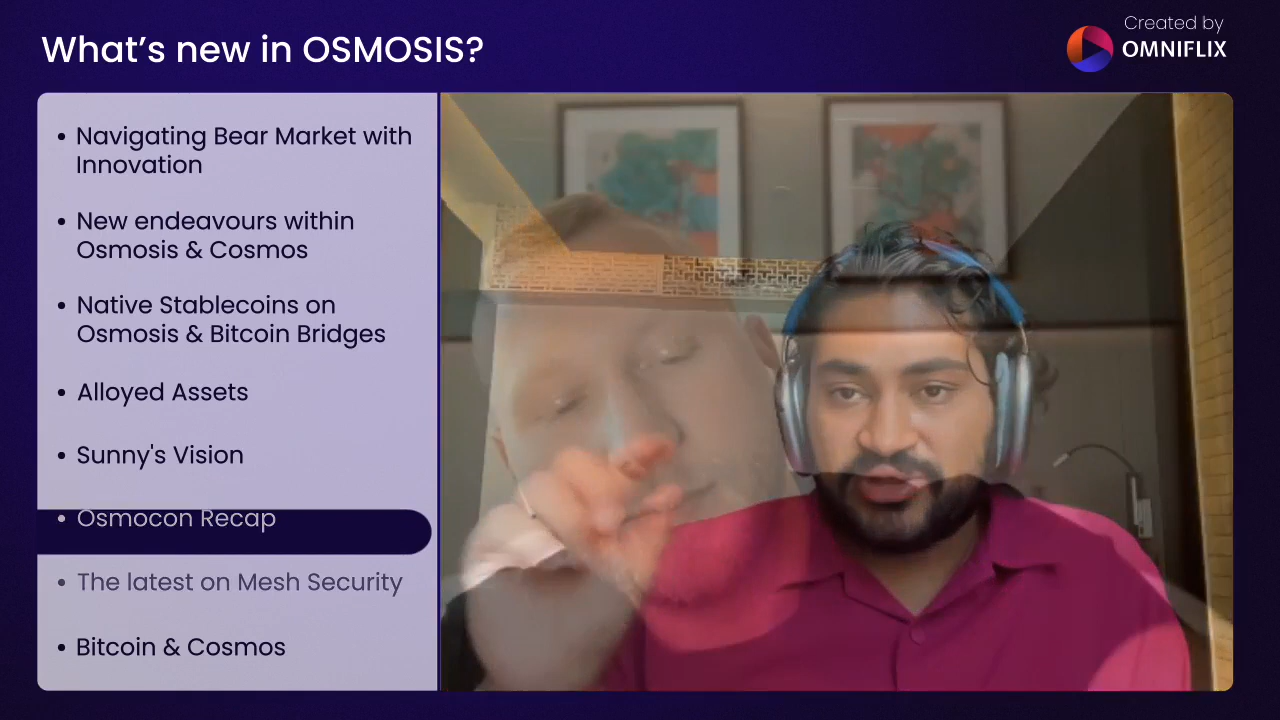 What's new in OSMOSIS?
Created by
OMNIFLIX
• Navigating Bear Market with
Innovation
• New endeavours within
Osmosis & Cosmos
• Native Stablecoins on
Osmosis & Bitcoin Bridges
• Alloyed Assets
• Sunny's Vision
• Osmocon Recap
• The latest on Mesh Security
• Bitcoin & Cosmos